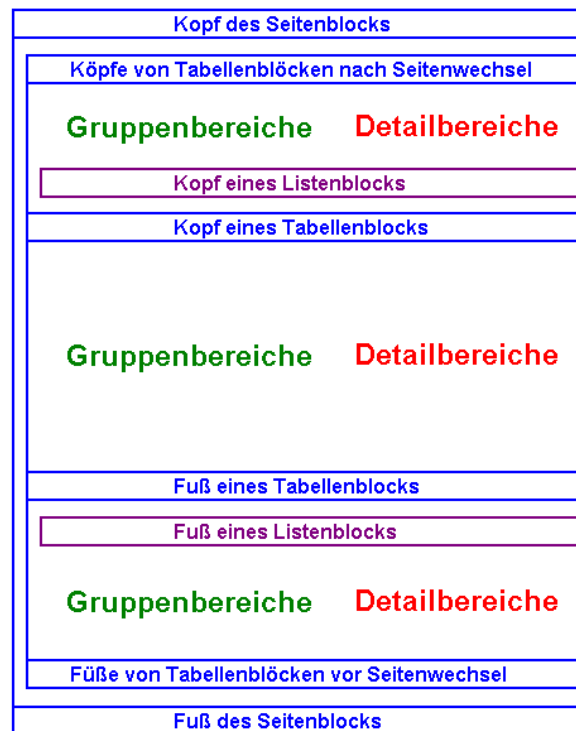 Kopf des Seitenblocks
Köpfe von Tabellenblöcken nach Seitenwechsel
Gruppenbereiche Detailbereiche
Kopf eines Listenblocks
Kopf eines Tabellenblocks
Gruppenbereiche Detailbereiche
Fuß eines Tabellenblocks
Fuß eines Listenblocks
Gruppenbereiche Detailbereiche
Füße von Tabellenblöcken vor Seitenwechsel
Fuß des Seitenblocks